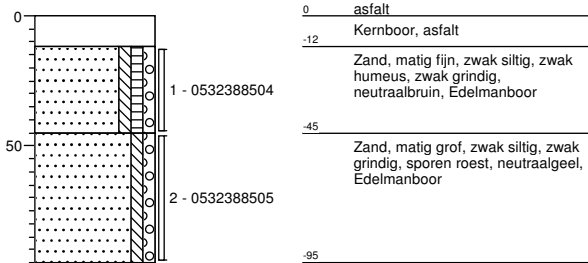 0
50
1 - 0532388504
2 - 0532388505
0 asfalt
Kernboor, asfalt
-12
Zand, matig fijn, zwak siltig, zwak
humeus, zwak grindig,
neutraalbruin, Edelmanboor
-45
Zand, matig grof, zwak siltig, zwak
grindig, sporen roest, neutraalgeel,
Edelmanboor
-95